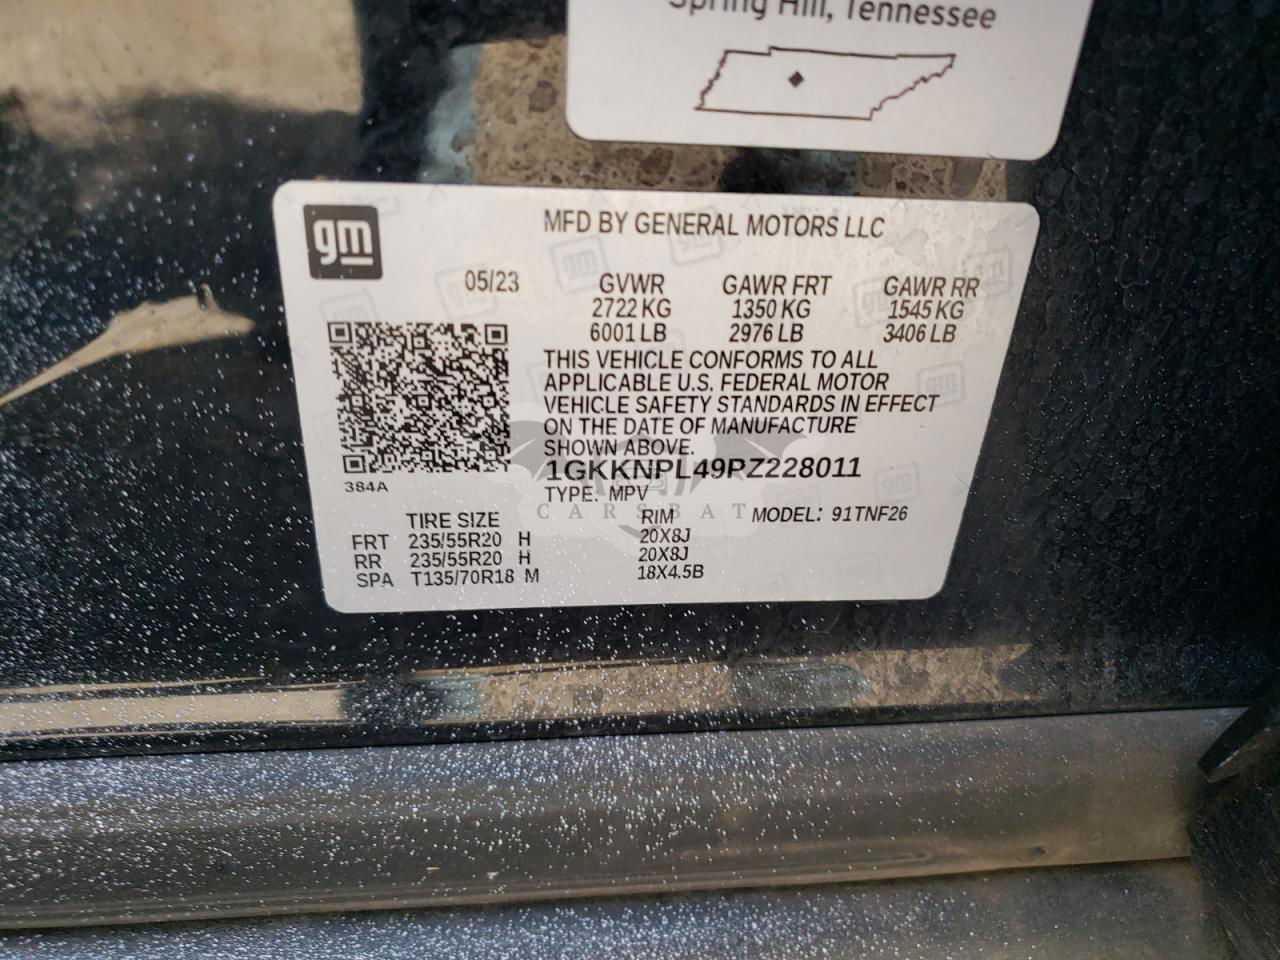 Spring Hill, Tennessee
gm
MFD BY GENERAL MOTORS LLC
05/23 GVWR GAWR FRT GAWR RR
2722 KG 1350 KG 1545 KG
6001 LB 2976 LB 3406 LB
THIS VEHICLE CONFORMS TO ALL
APPLICABLE U.S. FEDERAL MOTOR
VEHICLE SAFETY STANDARDS IN EFFECT
ON THE DATE OF MANUFACTURE
SHOWN ABOVE.
1GKKNPL49PZ228011
384A
TYPE: MPV
CARSBAT
TIRE SIZE RIM MODEL: 91TNF26
FRT 235/55R20 H 20X8J
RR 235/55R20 H 20X8J
SPA T135/70R18 M 18X4.5B